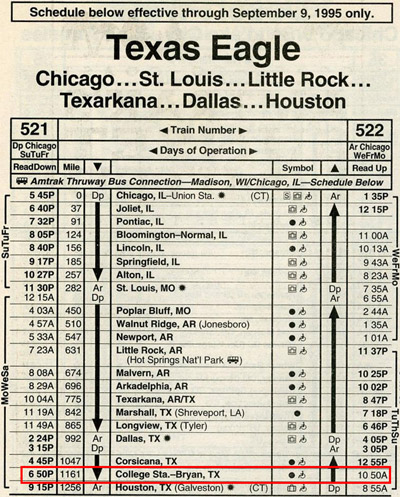 Schedule below effective through September 9, 1995 only.
Texas Eagle
Chicago...St. Louis...Little Rock...
Texarkana...Dallas...Houston
521 ◄ Train Number ► 522
Dp Chicago SuTuFr ◄ Days of Operation ► Ar Chicago WeFrMo
ReadDown Mile ▼ Symbol ▲ Read Up
Amtrak Thruway Bus Connection—Madison, WI/Chicago, IL—Schedule Below
5 45P 0 Dp Chicago, IL–Union Sta. (CT) S Ar 1 35P
6 40P 37 Joliet, IL 12 15P
7 32P 91 Pontiac, IL
8 05P 124 Bloomington–Normal, IL 11 00A
8 40P 156 Lincoln, IL 10 13A
9 17P 185 Springfield, IL 9 43A
10 27P 257 Alton, IL 8 23A
11 30P 282 Ar St. Louis, MO Dp 7 35A
12 15A Dp Ar 6 55A
4 03A 450 Poplar Bluff, MO 2 44A
4 57A 510 Walnut Ridge, AR (Jonesboro) 1 35A
5 33A 547 Newport, AR 1 01A
7 23A 631 Little Rock, AR 11 37P
(Hot Springs Nat'l Park)
8 08A 674 Malvern, AR 10 25P
8 29A 696 Arkadelphia, AR 10 02P
10 04A 775 Texarkana, AR/TX 8 47P
11 19A 842 Marshall, TX (Shreveport, LA) 7 18P
11 49A 865 Longview, TX (Tyler) 6 46P
2 24P 992 Ar Dallas, TX Dp 4 05P
3 15P Dp Ar 3 05P
4 45P 1047 Corsicana, TX 12 55P
6 50P 1161 College Sta.–Bryan, TX 10 50A
9 15P 1256 Ar Houston, TX (Galveston) (CT) Dp 8 55A
SuTuFr
MoWeSa
WeFrMo
TuThSu